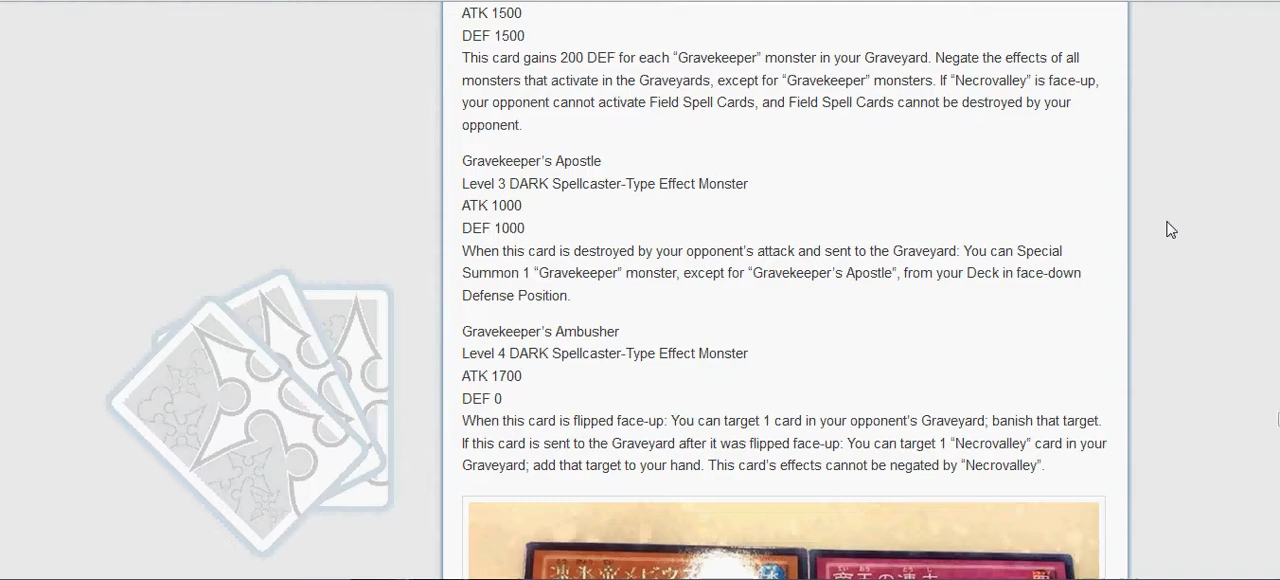 ATK 1500
DEF 1500
This card gains 200 DEF for each “Gravekeeper” monster in your Graveyard. Negate the effects of all
monsters that activate in the Graveyards, except for “Gravekeeper” monsters. If “Necrovalley” is face-up,
your opponent cannot activate Field Spell Cards, and Field Spell Cards cannot be destroyed by your
opponent.
Gravekeeper’s Apostle
Level 3 DARK Spellcaster-Type Effect Monster
ATK 1000
DEF 1000
When this card is destroyed by your opponent’s attack and sent to the Graveyard: You can Special
Summon 1 “Gravekeeper” monster, except for “Gravekeeper’s Apostle”, from your Deck in face-down
Defense Position.
Gravekeeper’s Ambusher
Level 4 DARK Spellcaster-Type Effect Monster
ATK 1700
DEF 0
When this card is flipped face-up: You can target 1 card in your opponent’s Graveyard; banish that target.
If this card is sent to the Graveyard after it was flipped face-up: You can target 1 “Necrovalley” card in your
Graveyard; add that target to your hand. This card’s effects cannot be negated by “Necrovalley”.